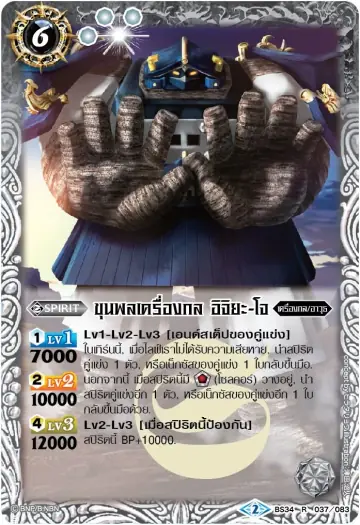 6
2 SPIRIT ขุนพลเครื่องกล อิจิยะ-โจ เครื่องกล/อาวุธ
1 LV1 7000
2 LV2 10000
4 LV3 12000
Lv1-Lv2-Lv3 [เอนด์สเต็ปของคู่แข่ง]
ในเทิร์นนี้, เมื่อไลฟ์เราไม่ได้รับความเสียหาย, นำสปิริต
คู่แข่ง 1 ตัว, หรือเน็กซัสของคู่แข่ง 1 ใบกลับขึ้นมือ.
นอกจากนี้ เมื่อสปิริตนี้มี (โซลคอร์) วางอยู่, นำ
สปิริตคู่แข่งอีก 1 ตัว, หรือเน็กซัสของคู่แข่งอีก 1 ใบ
กลับขึ้นมือด้วย.
Lv2-Lv3 [เมื่อสปิริตนี้ป้องกัน]
สปิริตนี้ BP+10000.
© BNP/B,NBN
2 BS34-R 037/083